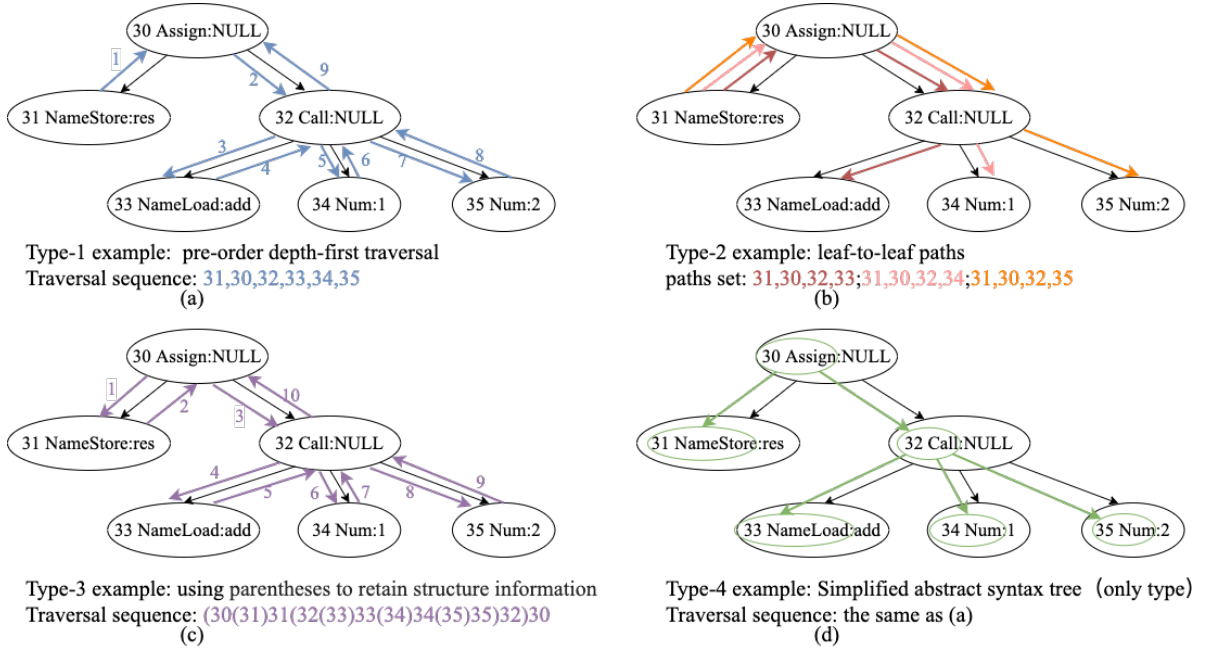 30 Assign:NULL
1
2
9
31 NameStore:res
32 Call:NULL
3
4
5
6
7
8
33 NameLoad:add
34 Num:1
35 Num:2
Type-1 example: pre-order depth-first traversal
Traversal sequence: 31,30,32,33,34,35
(a)
30 Assign:NULL
31 NameStore:res
32 Call:NULL
33 NameLoad:add
34 Num:1
35 Num:2
Type-2 example: leaf-to-leaf paths
paths set: 31,30,32,33;31,30,32,34;31,30,32,35
(b)
30 Assign:NULL
1
2
3
10
31 NameStore:res
32 Call:NULL
4
5
6
7
8
9
33 NameLoad:add
34 Num:1
35 Num:2
Type-3 example: using parentheses to retain structure information
Traversal sequence: (30(31)31(32(33)33(34)34(35)35)32)30
(c)
30 Assign:NULL
31 NameStore:res
32 Call:NULL
33 NameLoad:add
34 Num:1
35 Num:2
Type-4 example: Simplified abstract syntax tree（only type）
Traversal sequence: the same as (a)
(d)